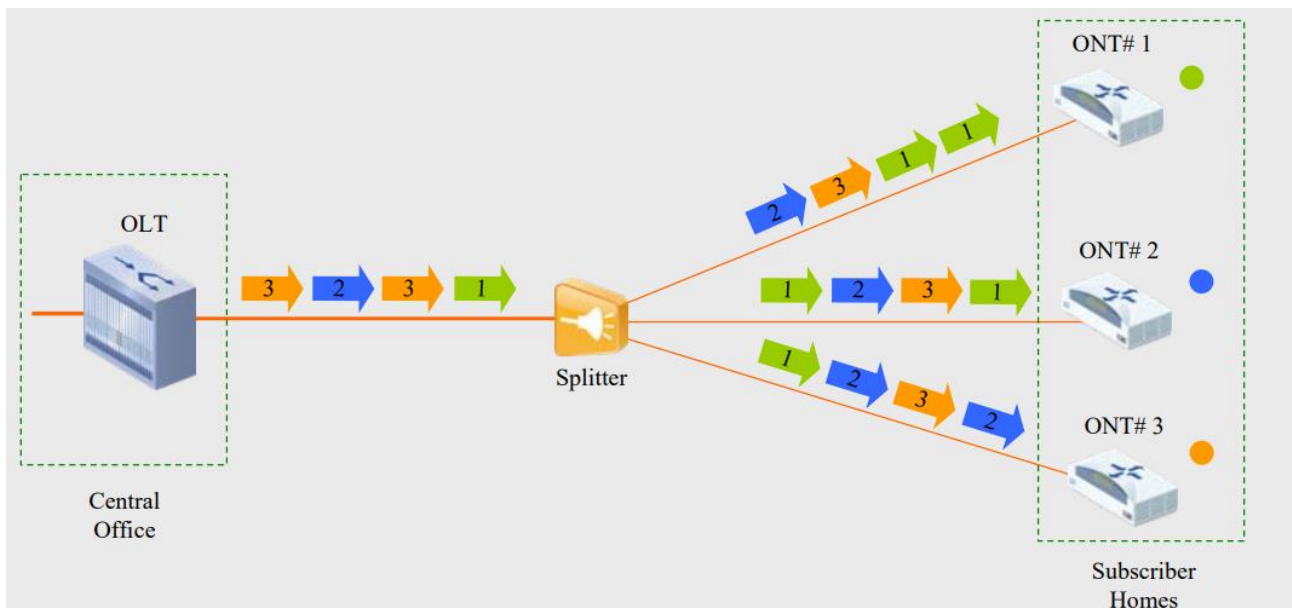 ONT# 1
1
1
3
2
OLT
ONT# 2
3 2 3 1
1 2 3 1
Splitter
1
2
3
2
ONT# 3
Central
Office
Subscriber
Homes